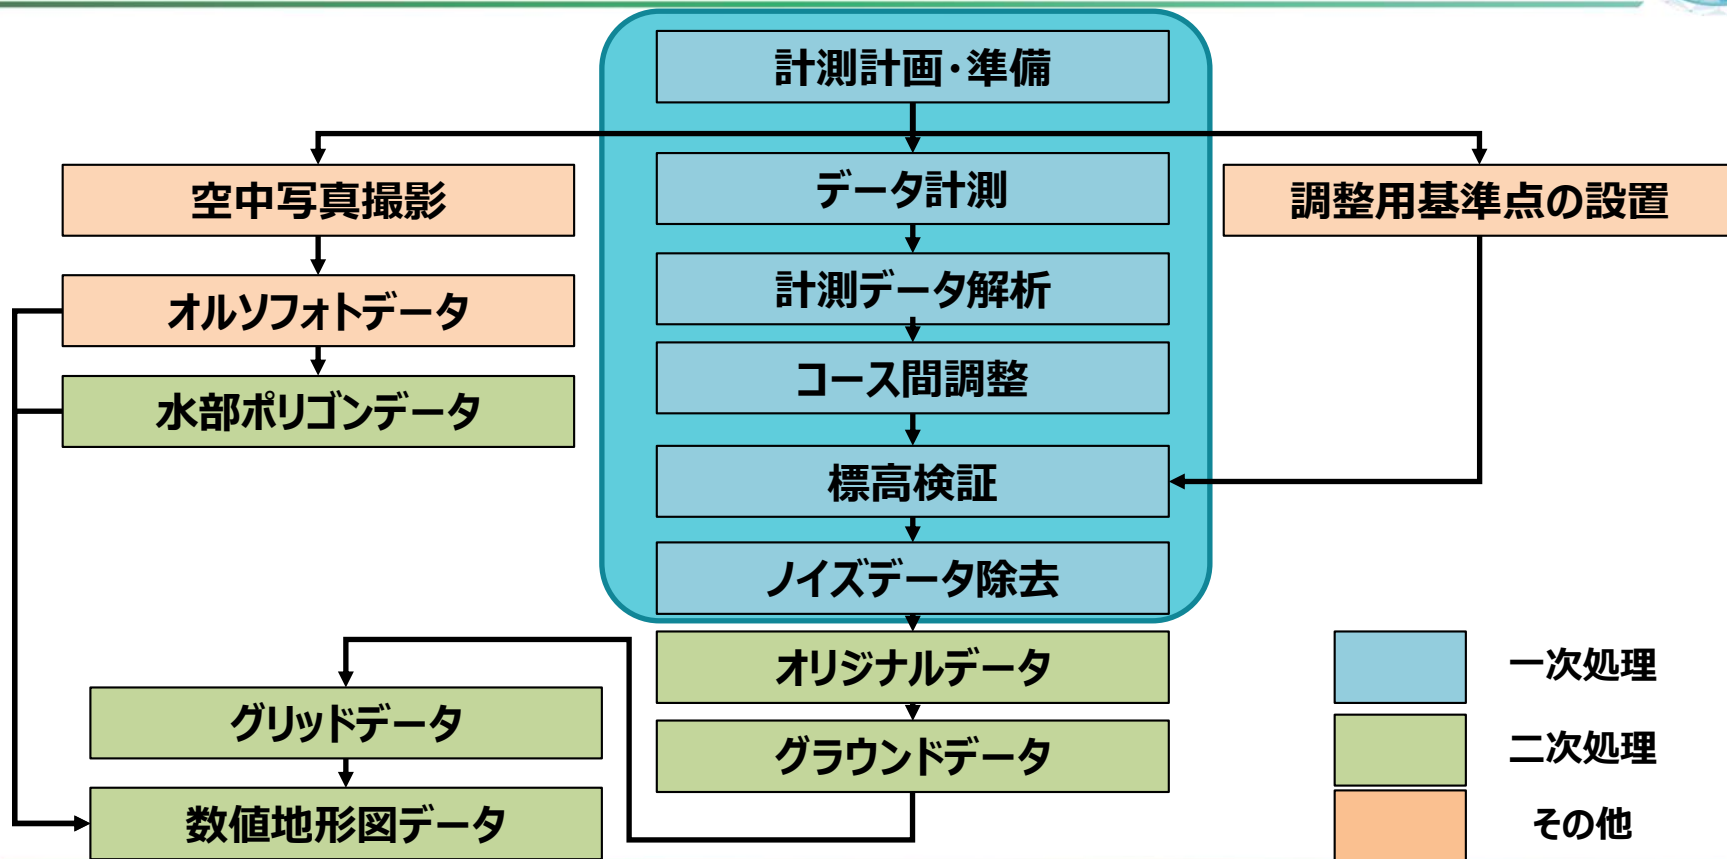 計測計画・準備
空中写真撮影
データ計測
調整用基準点の設置
オルソフォトデータ
計測データ解析
水部ポリゴンデータ
コース間調整
標高検証
ノイズデータ除去
オリジナルデータ
グリッドデータ
グラウンドデータ
数値地形図データ
一次処理
二次処理
その他